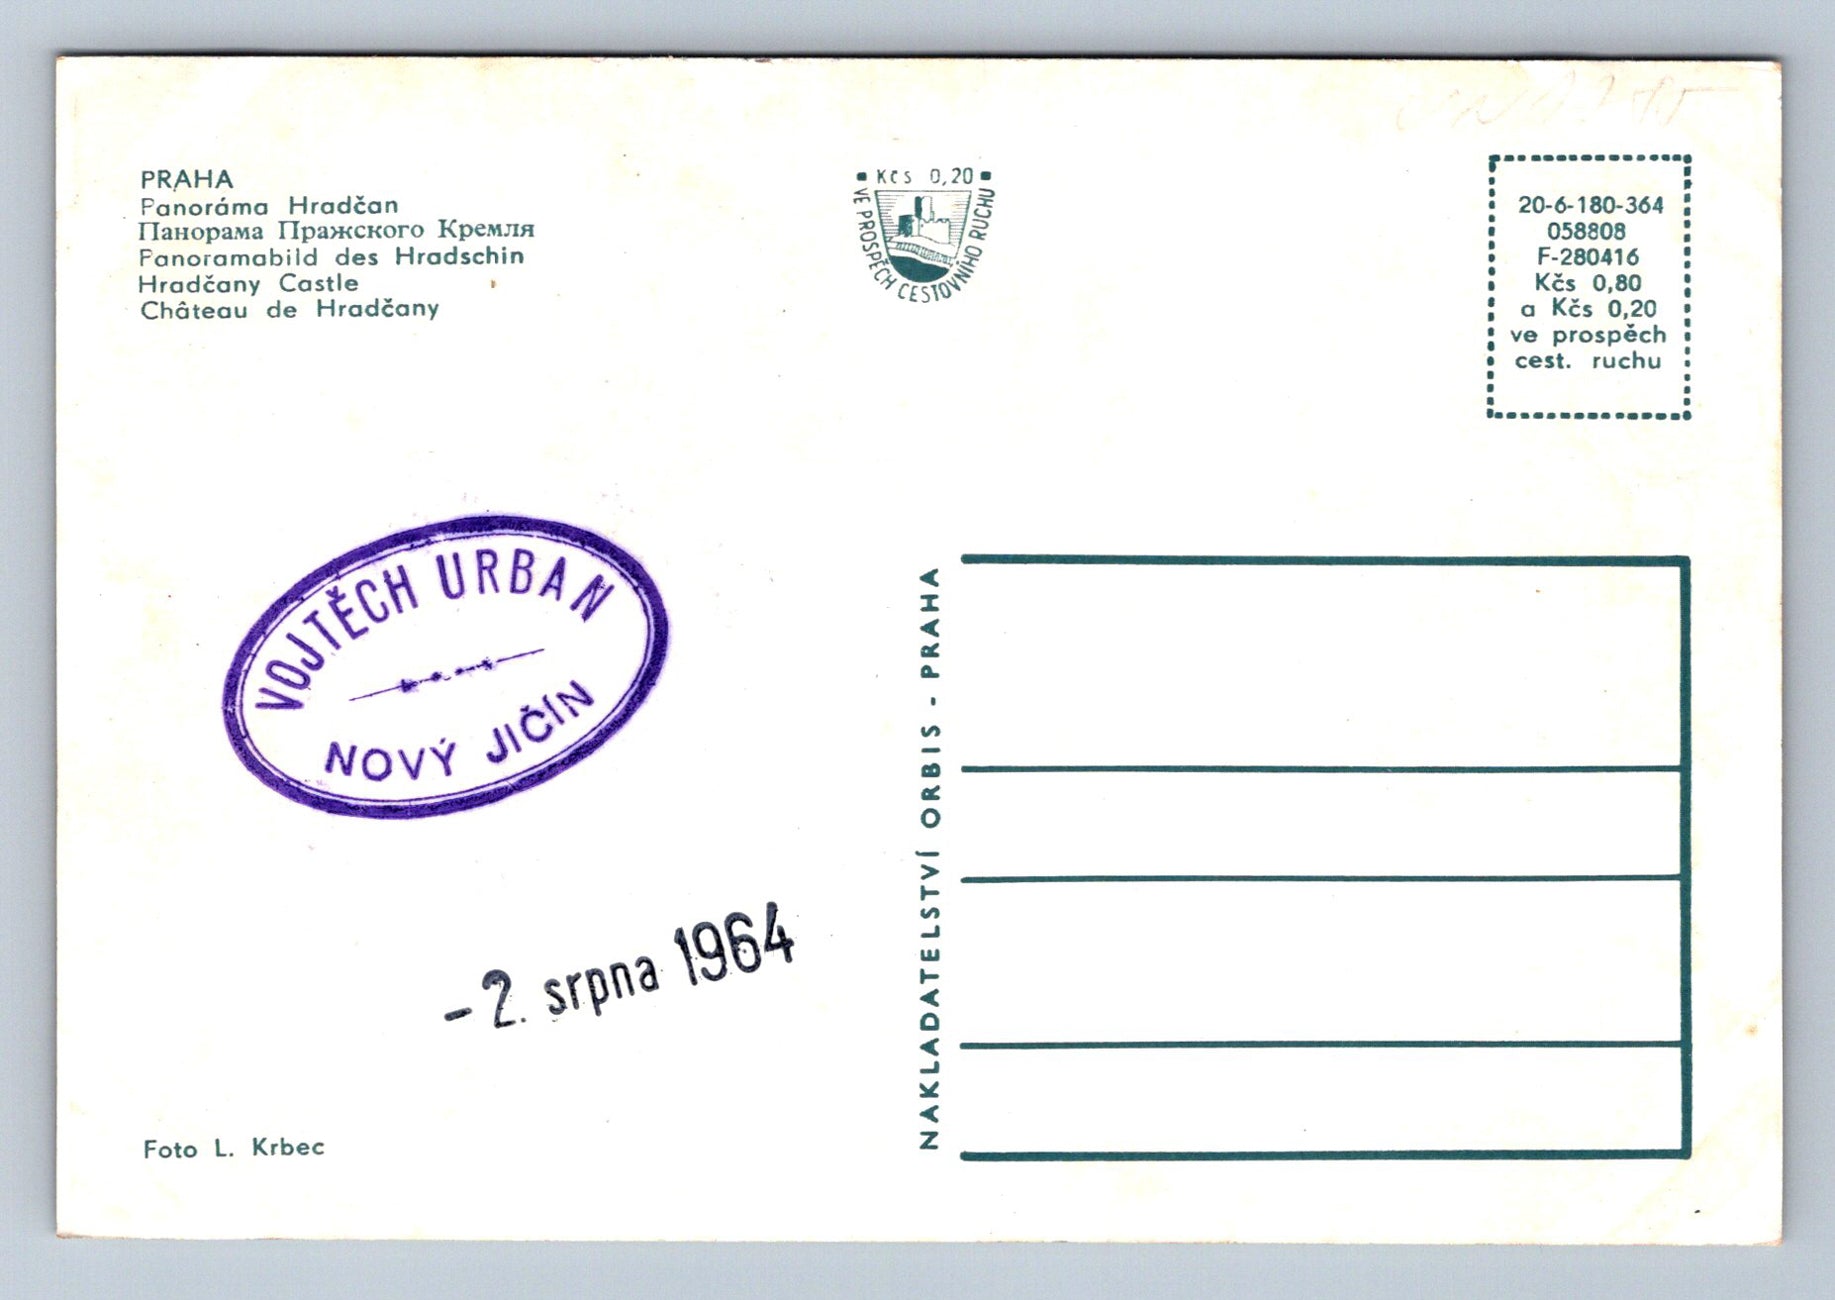 PRAHA
Panoráma Hradčan
Панорама Пражского Кремля
Panoramabild des Hradschin
Hradčany Castle
Château de Hradčany
Kčs 0,20
VE PROSPĚCH CESTOVNÍHO RUCHU
20-6-180-364
058808
F-280416
Kčs 0,80
a Kčs 0,20
ve prospěch
cest. ruchu
VOJTĚCH URBAN
NOVÝ JIČÍN
- 2. srpna 1964
NAKLADATELSTVÍ ORBIS - PRAHA
Foto L. Krbec